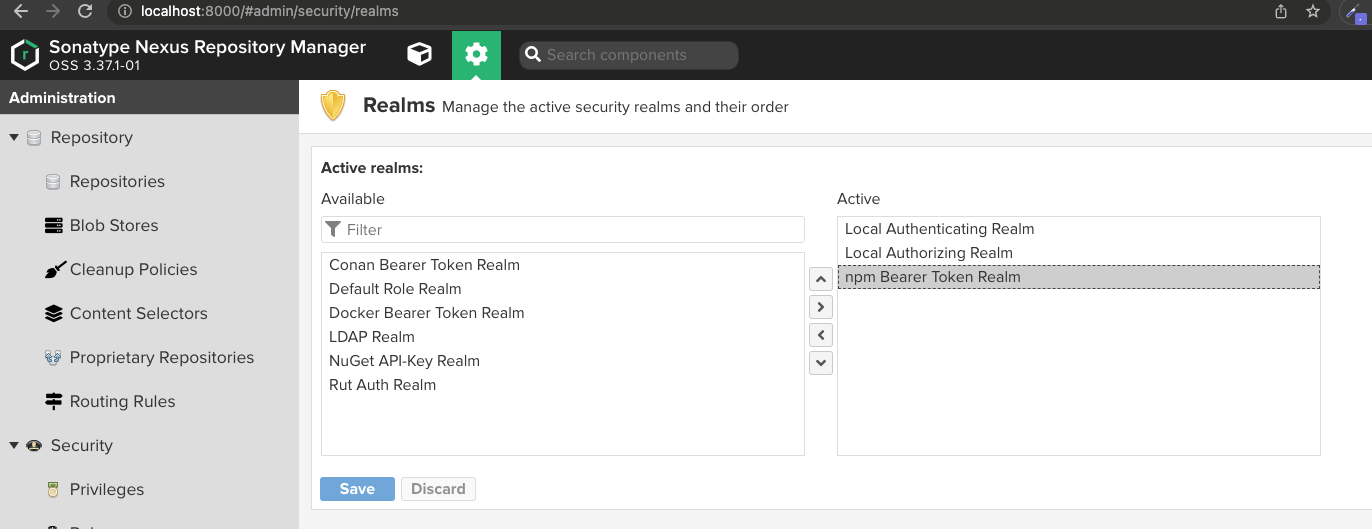 localhost:8000/#admin/security/realms
Sonatype Nexus Repository Manager
OSS 3.37.1-01
Search components
Administration
Repository
Repositories
Blob Stores
Cleanup Policies
Content Selectors
Proprietary Repositories
Routing Rules
Security
Privileges
Realms Manage the active security realms and their order
Active realms:
Available
Filter
Conan Bearer Token Realm
Default Role Realm
Docker Bearer Token Realm
LDAP Realm
NuGet API-Key Realm
Rut Auth Realm
Active
Local Authenticating Realm
Local Authorizing Realm
npm Bearer Token Realm
Save Discard